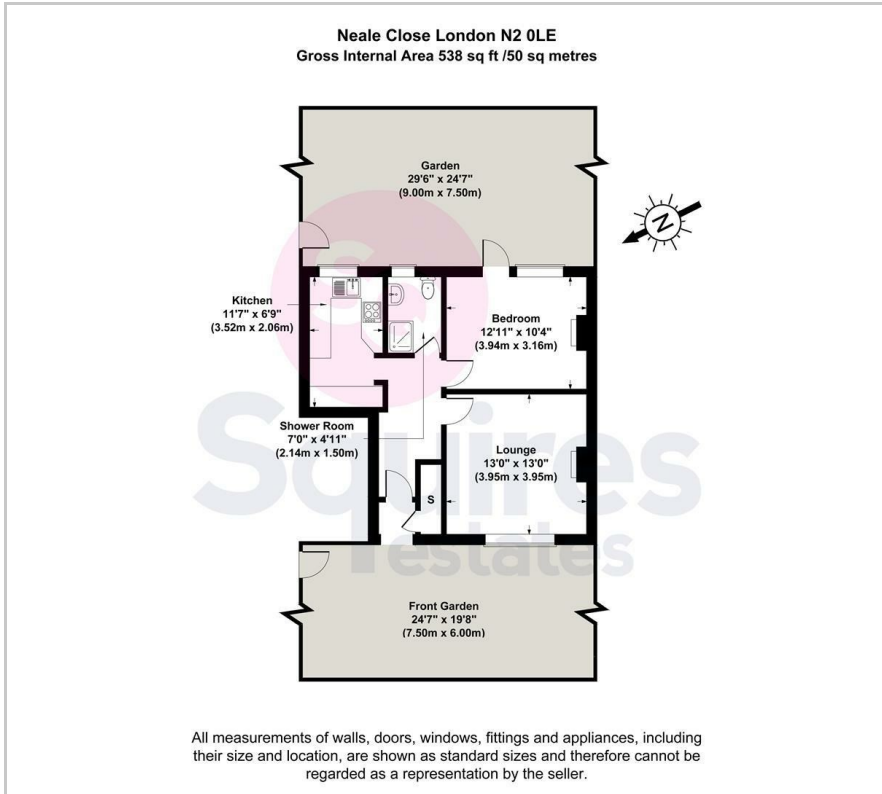 Neale Close London N2 0LE
Gross Internal Area 538 sq ft /50 sq metres
Garden
29'6" x 24'7"
(9.00m x 7.50m)
N
Kitchen
11'7" x 6'9"
(3.52m x 2.06m)
Bedroom
12'11" x 10'4"
(3.94m x 3.16m)
Shower Room
7'0" x 4'11"
(2.14m x 1.50m)
Lounge
13'0" x 13'0"
(3.95m x 3.95m)
S
Squires
estates
Front Garden
24'7" x 19'8"
(7.50m x 6.00m)
All measurements of walls, doors, windows, fittings and appliances, including
their size and location, are shown as standard sizes and therefore cannot be
regarded as a representation by the seller.